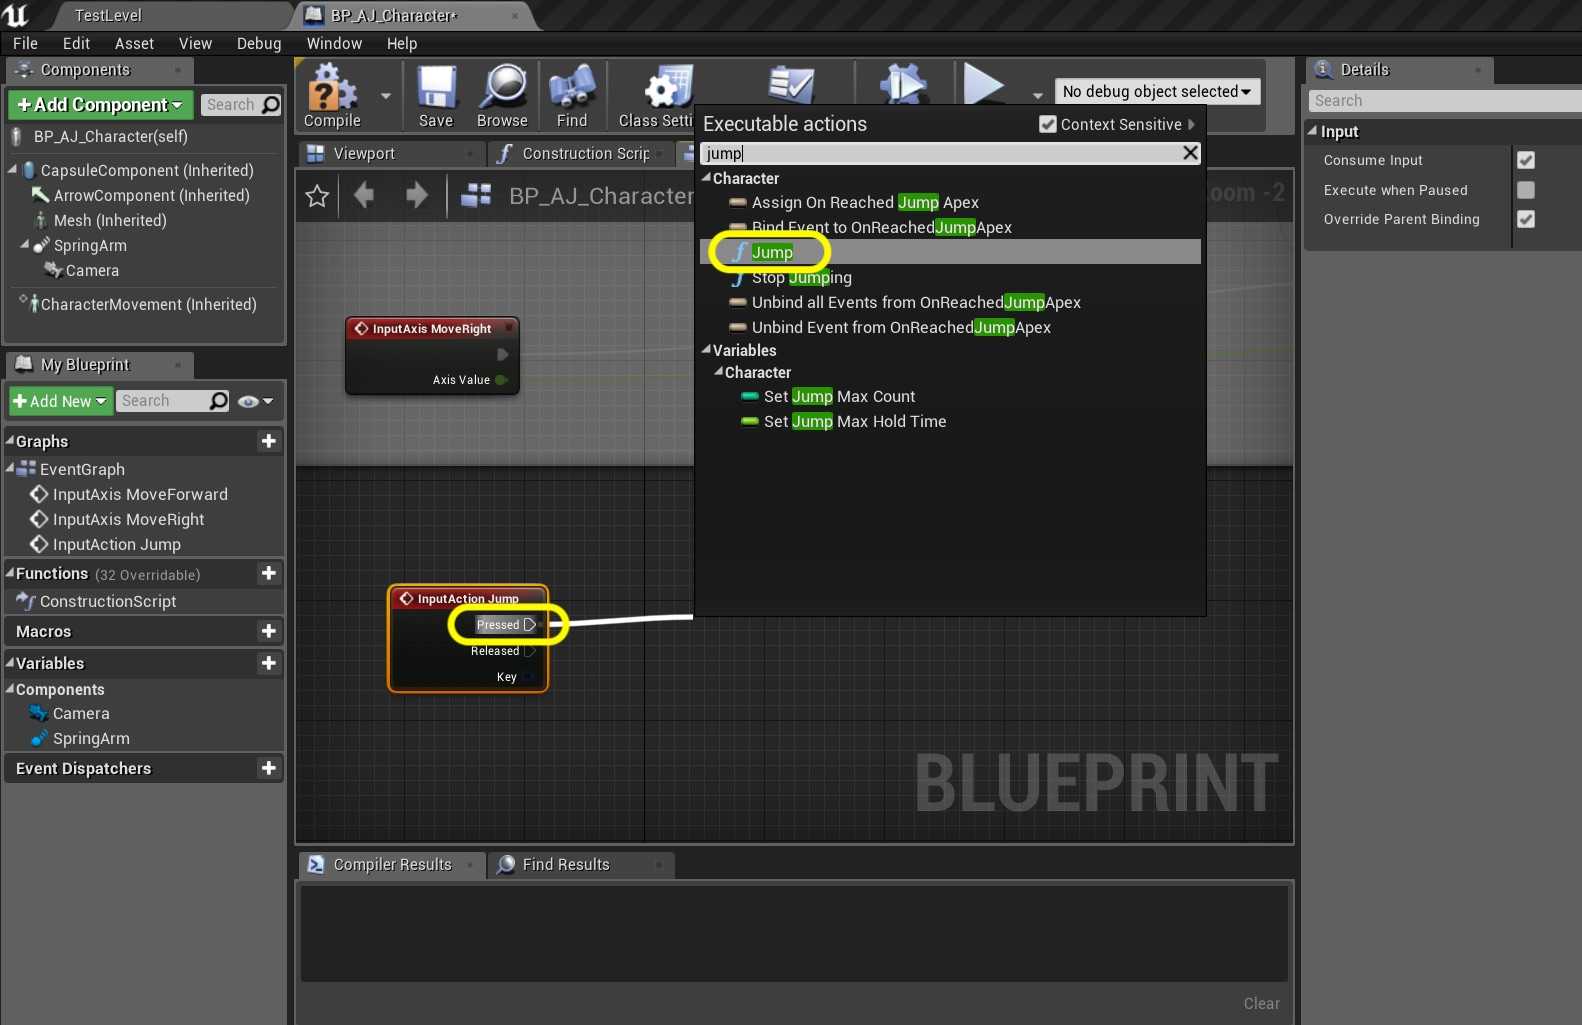 TestLevel
BP_AJ_Character*
File Edit Asset View Debug Window Help
Components
+Add Component
Search
BP_AJ_Character(self)
CapsuleComponent (Inherited)
ArrowComponent (Inherited)
Mesh (Inherited)
SpringArm
Camera
CharacterMovement (Inherited)
My Blueprint
+Add New
Search
Graphs
EventGraph
InputAxis MoveForward
InputAxis MoveRight
InputAction Jump
Functions (32 Overridable)
ConstructionScript
Macros
Variables
Components
Camera
SpringArm
Event Dispatchers
Compile
Save
Browse
Find
Class Setti
No debug object selected
Viewport
Construction Scrip
BP_AJ_Character
oom -2
Executable actions
Context Sensitive
jump
Character
Assign On Reached Jump Apex
Bind Event to OnReachedJumpApex
Jump
Stop Jumping
Unbind all Events from OnReachedJumpApex
Unbind Event from OnReachedJumpApex
Variables
Character
Set Jump Max Count
Set Jump Max Hold Time
InputAxis MoveRight
Axis Value
InputAction Jump
Pressed
Released
Key
BLUEPRINT
Compiler Results
Find Results
Clear
Details
Search
Input
Consume Input
Execute when Paused
Override Parent Binding